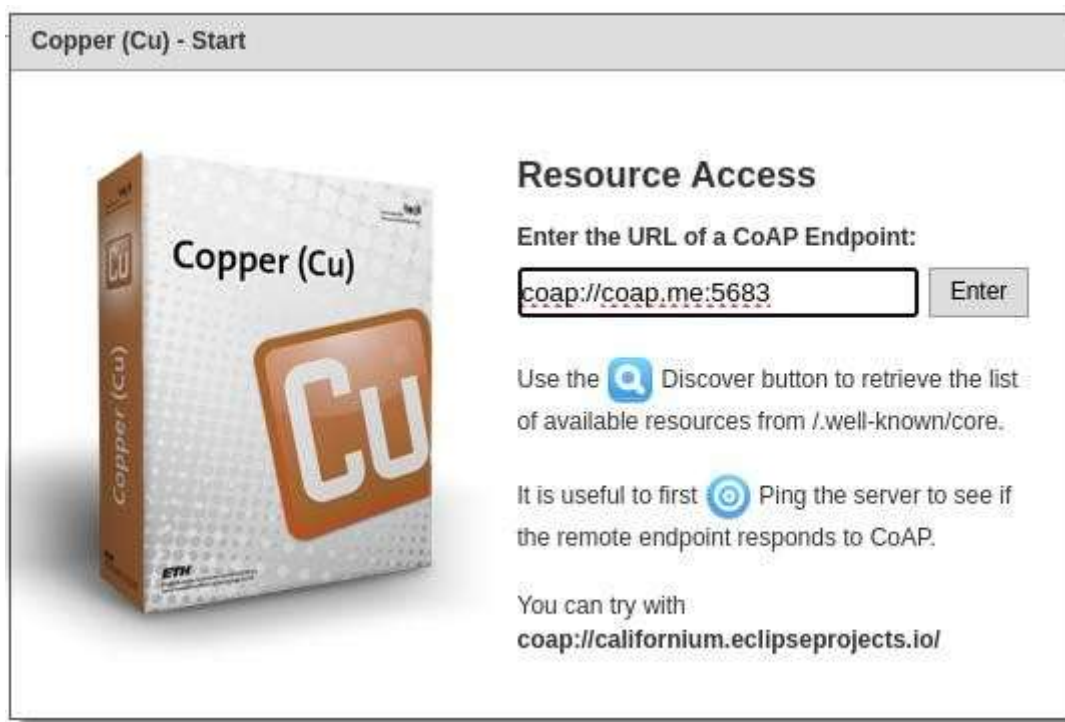 Copper (Cu) - Start
Copper (Cu)
Cu
Cu
Copper (Cu)
ETH
Resource Access
Enter the URL of a CoAP Endpoint:
coap://coap.me:5683
Enter
Use the Discover button to retrieve the list
of available resources from /.well-known/core.
It is useful to first Ping the server to see if
the remote endpoint responds to CoAP.
You can try with
coap://californium.eclipseprojects.io/